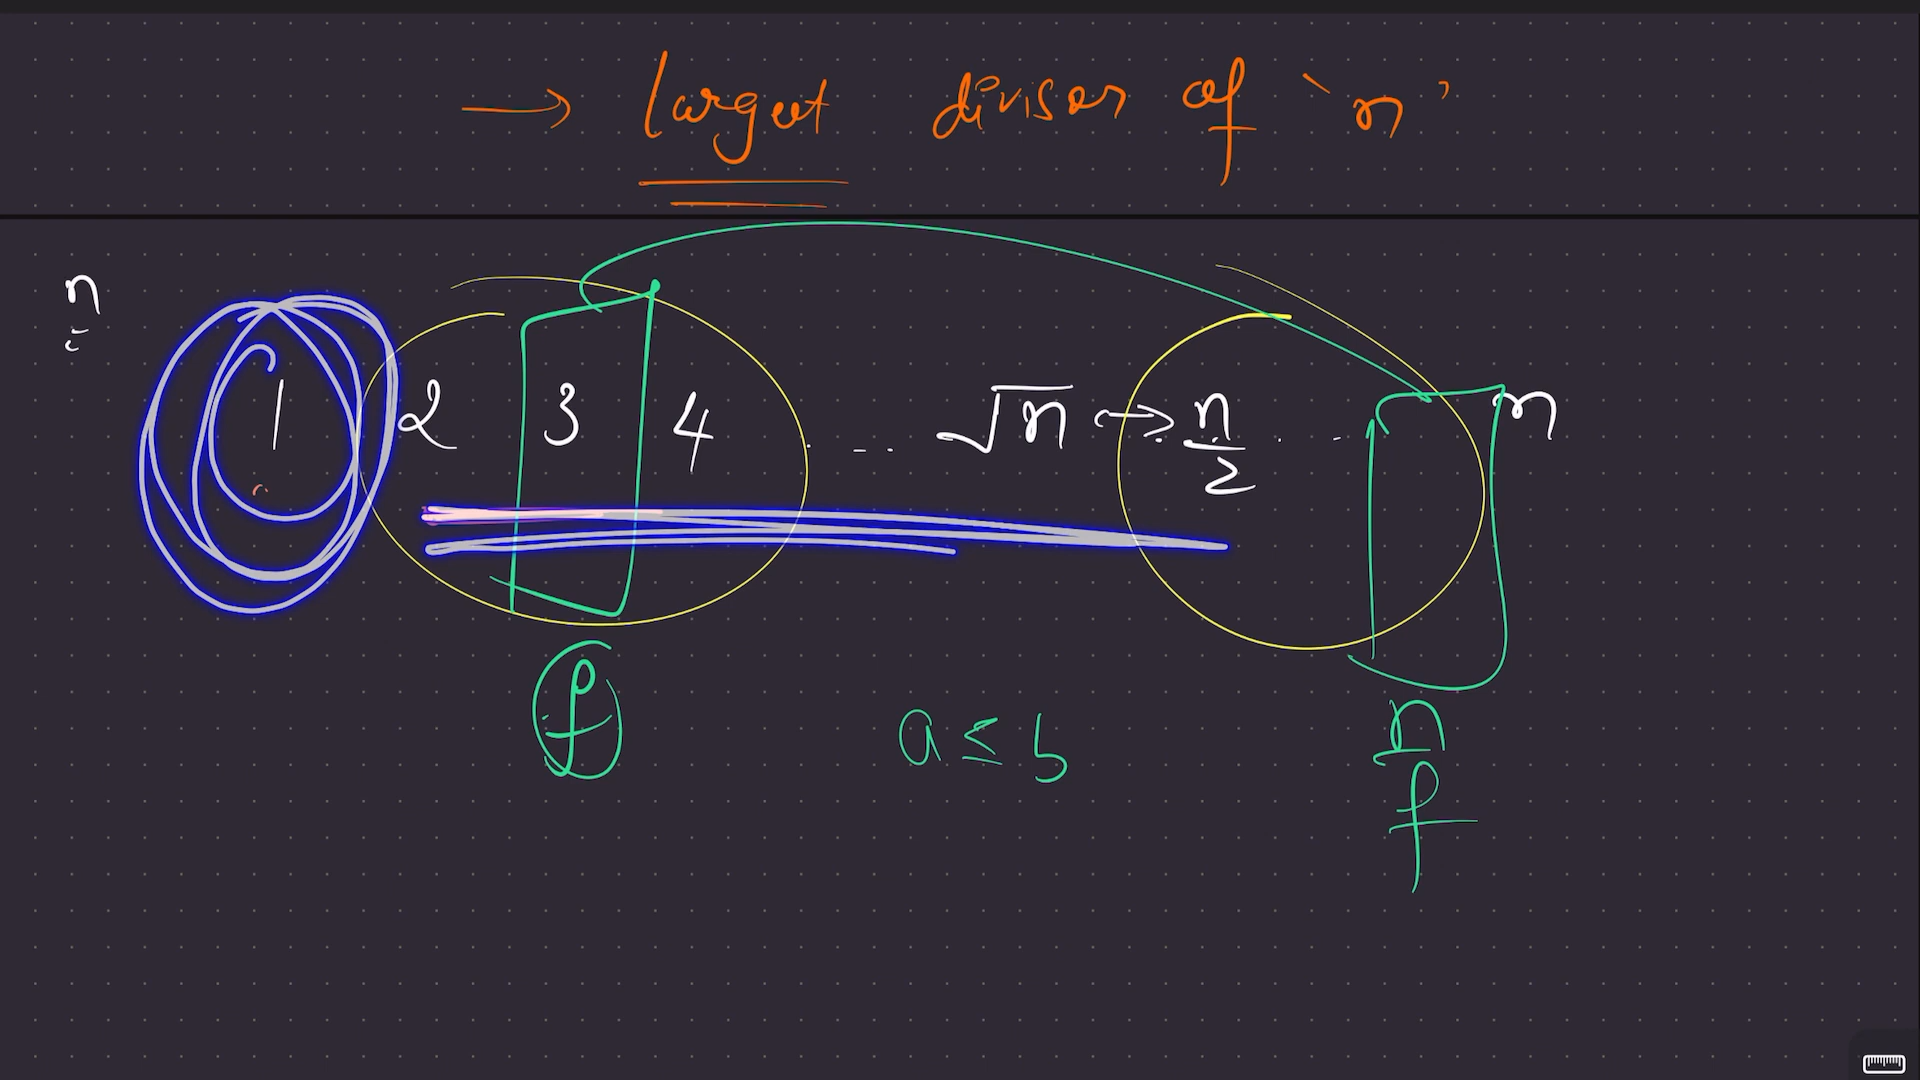 → largest divisor of 'n'
n
1 2 3 4 ... √n ↔ n/2 ... n
f a ≤ b n/f